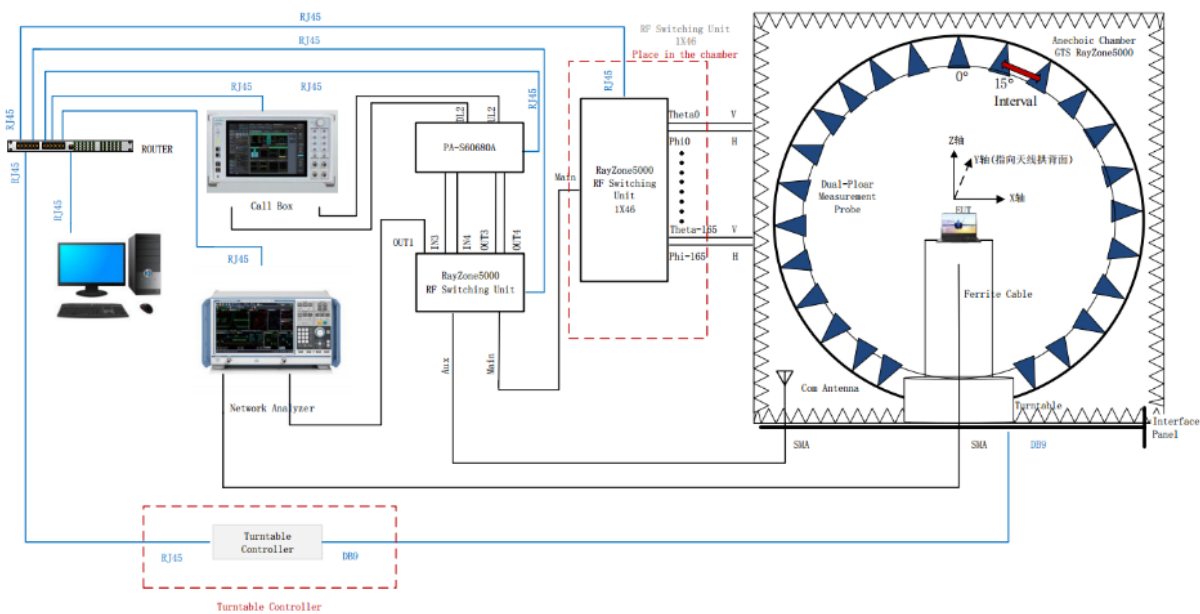 RJ45
RJ45
RJ45
RJ45
RJ45
RJ45
RJ45
RJ45
ROUTER
Call Box
RJ45
Network Analyzer
DL2
UL2
PA-S60680A
OUT1
IN3
IN4
OUT3
OUT4
RayZone5000
RF Switching Unit
Aux
Main
RF Switching Unit
1X46
Place in the chamber
RJ45
Main
RayZone5000
RF Switching
Unit
1X46
Theta0
V
Phi0
H
Theta-165
V
Phi-165
H
Anechoic Chamber
GTS RayZone5000
0°
15°
Interval
Z轴
Y轴(指向天线拱背面)
X轴
Dual-Ploar
Measurement
Probe
EUT
Ferrite Cable
Com Antenna
Turntable
Interface
Panel
SMA
SMA
DB9
RJ45
Turntable
Controller
DB9
Turntable Controller